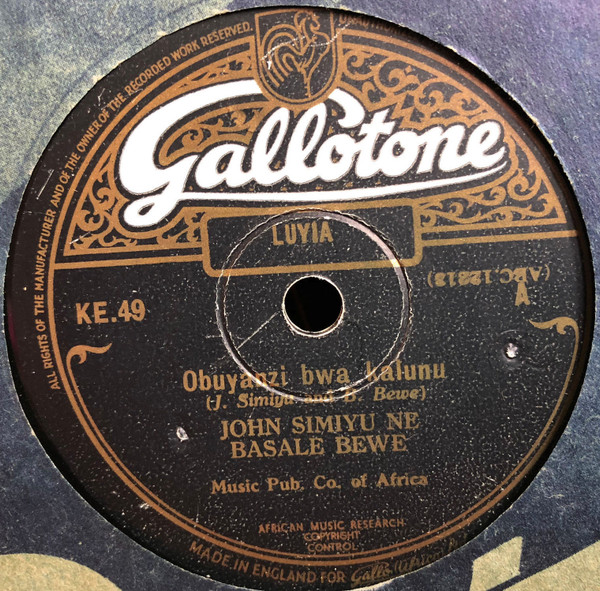 ALL RIGHTS OF THE MANUFACTURER AND OF THE OWNER OF THE RECORDED WORK RESERVED.
Gallotone
LUYIA
KE.49
A
Obuyanzi bwa kalunu
(J. Simiyu and B. Bewe)
JOHN SIMIYU NE
BASALE BEWE
Music Pub. Co. of Africa
AFRICAN MUSIC RESEARCH
COPYRIGHT
CONTROL
MADE IN ENGLAND FOR Gallo